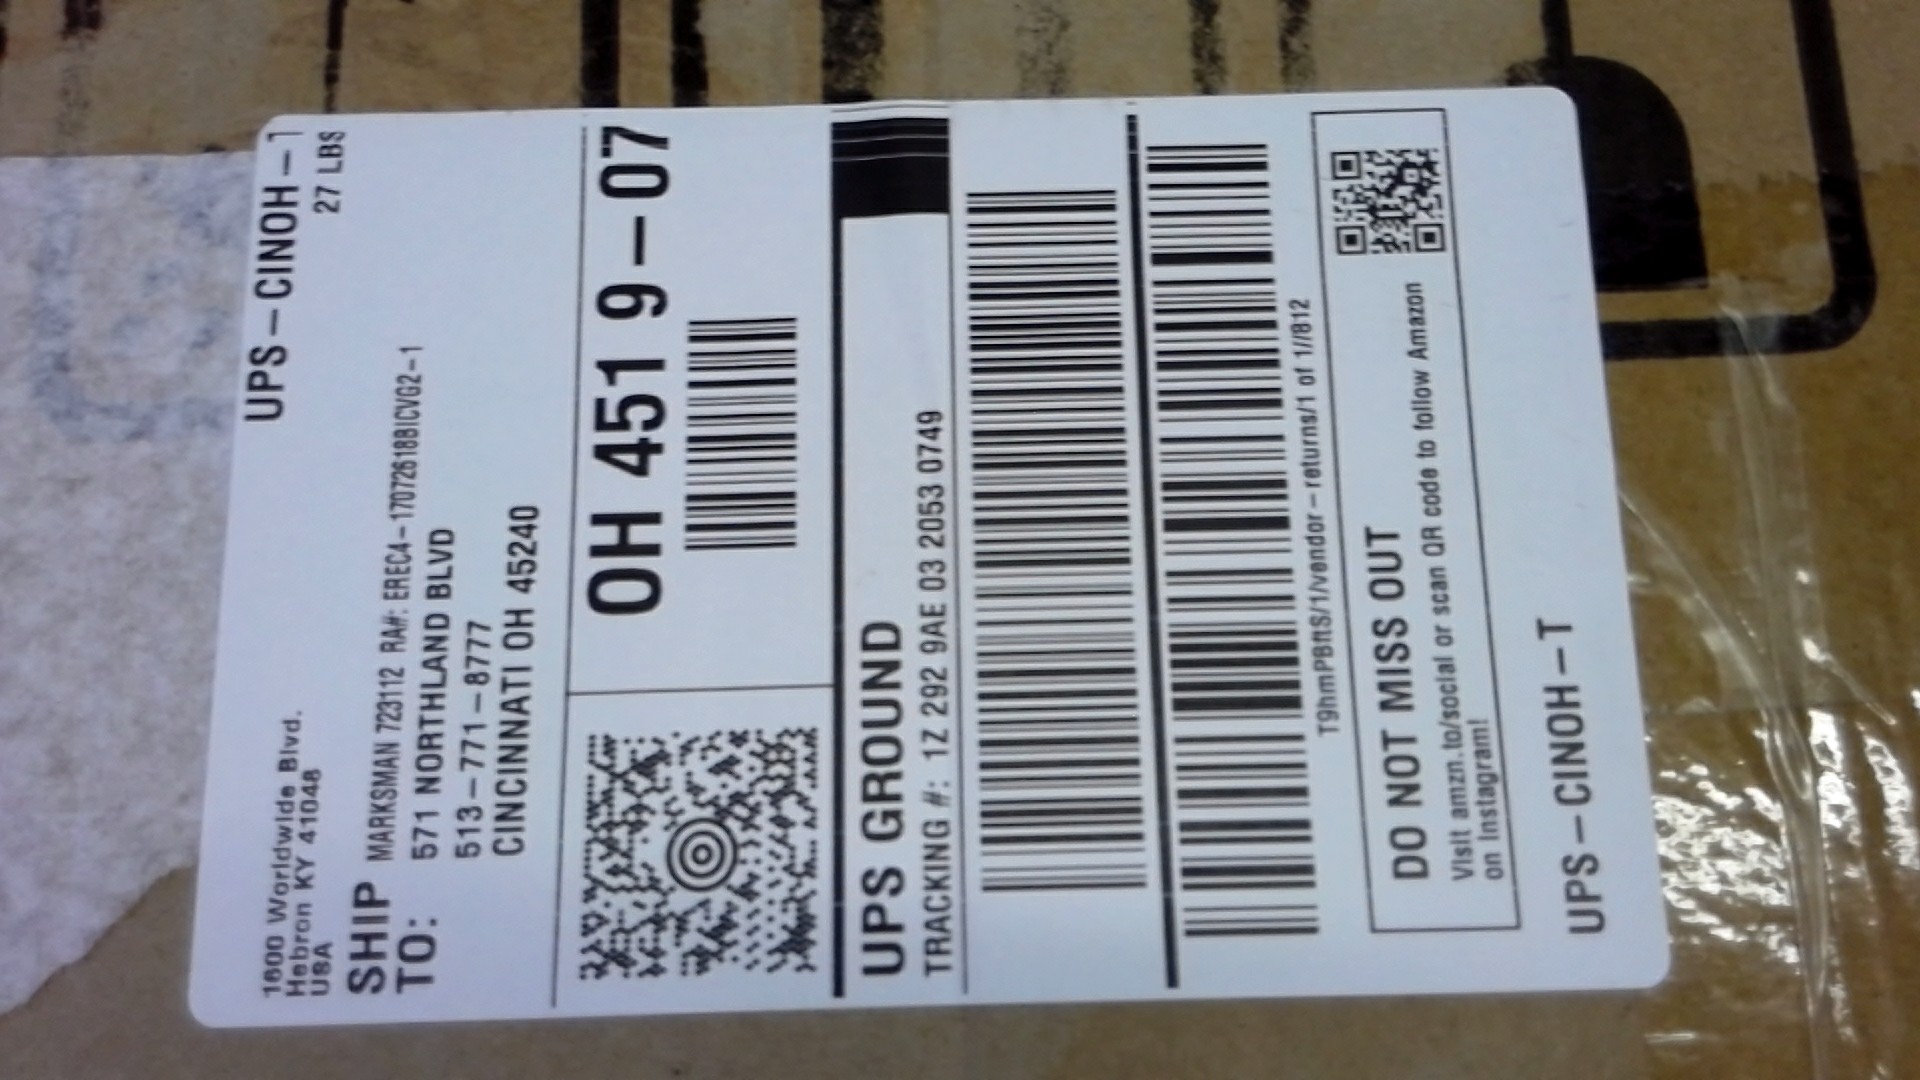 UPS-CINOH-1
27 LBS
1600 Worldwide Blvd.
Hebron KY 41048
USA
SHIP TO:
MARKSMAN 723112 RA#: EREC4-170726188ICVG2-1
571 NORTHLAND BLVD
513-771-8777
CINCINNATI OH 45240
OH 451 9-07
UPS GROUND
TRACKING #: 1Z 292 9AE 03 2053 0749
T9hmPBftS/1/vendor-returns/1 of 1//812
DO NOT MISS OUT
Visit amzn.to/social or scan QR code to follow Amazon
on Instagram!
UPS-CINOH-T